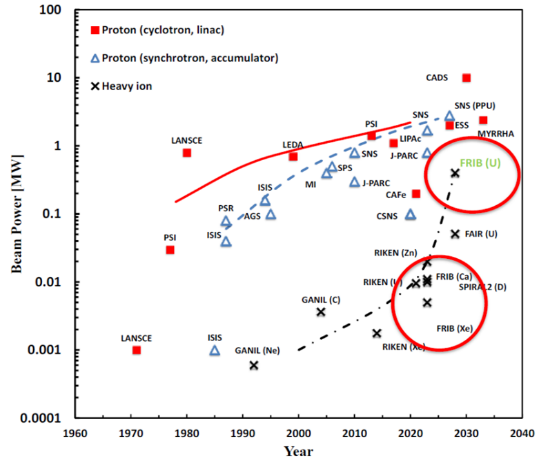 100
10
1
0.1
0.01
0.001
0.0001
Beam Power [MW]
1960 1970 1980 1990 2000 2010 2020 2030 2040
Year
Proton (cyclotron, linac)
Proton (synchrotron, accumulator)
Heavy ion
CADS
SNS (PPU)
SNS
PSI
ESS
LANSCE
LEDA
LIPAc
MYRRHA
SNS
J-PARC
SPS
FRIB (U)
ISIS
MI
J-PARC
CAFe
PSR
AGS
CSNS
ISIS
PSI
FAIR (U)
RIKEN (Zn)
FRIB (Ca)
SPIRAL2 (D)
GANIL (C)
FRIB (Xe)
LANSCE
ISIS
GANIL (Ne)
RIKEN (Xe)